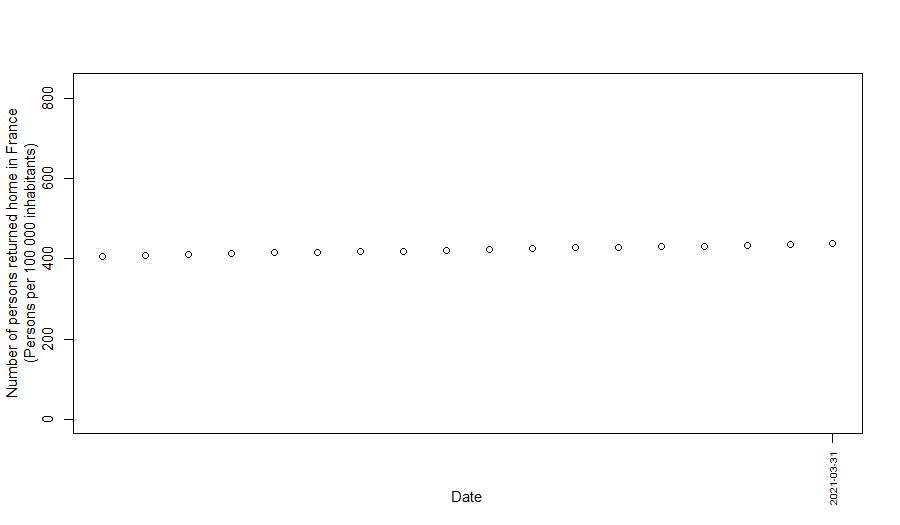 Number of persons returned home in France
(Persons per 100 000 inhabitants)
800
600
400
200
0
2021-03-31
Date